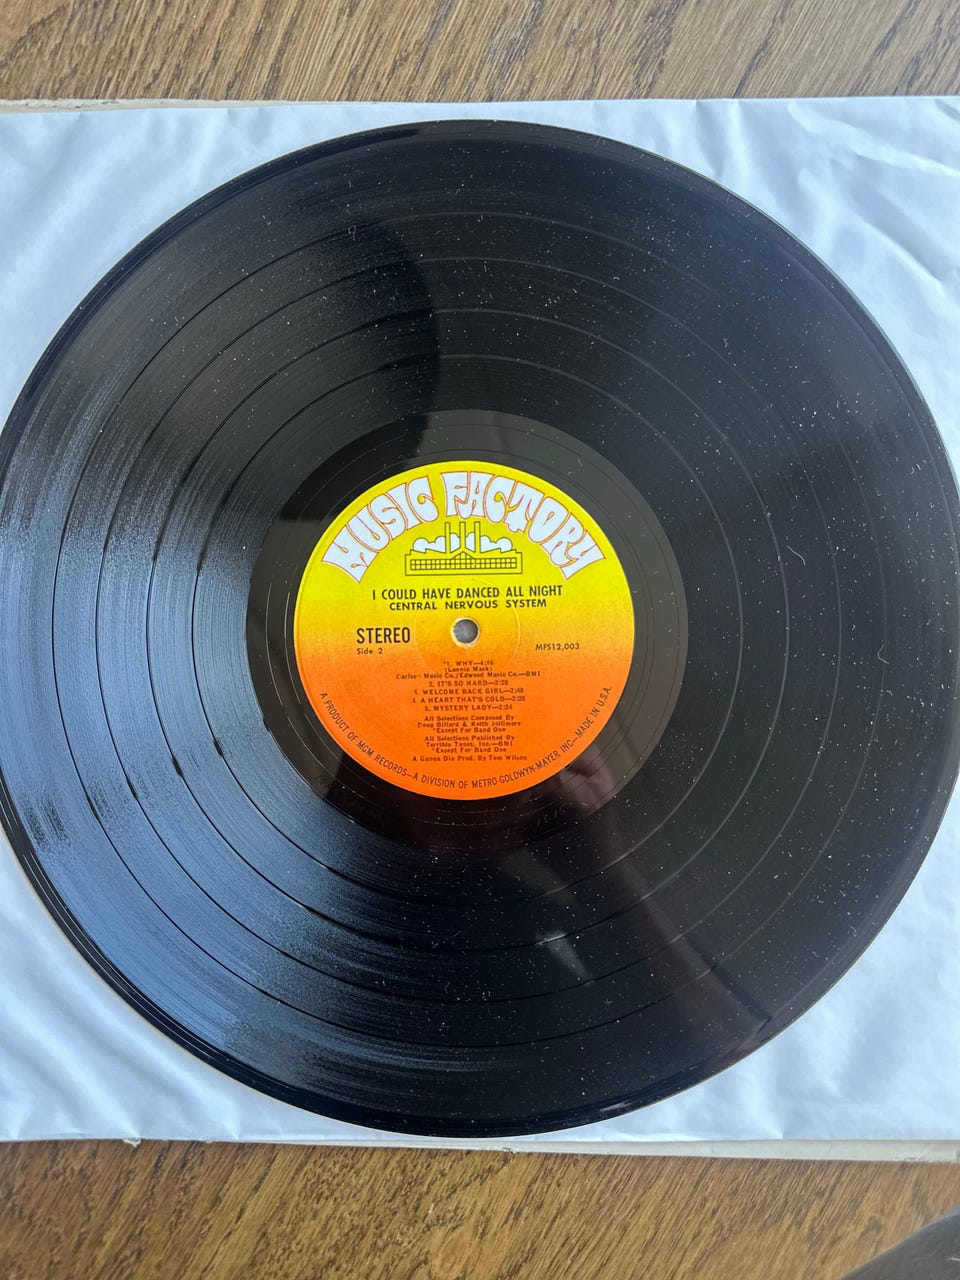 MUSIC FACTORY
I COULD HAVE DANCED ALL NIGHT
CENTRAL NERVOUS SYSTEM
STEREO
Side 2
MFS12,003
*1. WHY—4:16
(Lonnie Mack)
Carlson Music Co./Edwood Music Co.—BMI
2. IT'S SO HARD—2:28
3. WELCOME BACK GIRL—2:49
4. A HEART THAT'S COLD—2:26
5. MYSTERY LADY—2:54
All Selections Composed By
Doug Billard & Keith Jollimore
*Except For Band One
All Selections Published By
Terrible Tunes, Inc.—BMI
*Except For Band One
A Gunga Din Prod. By Tom Wilson
A PRODUCT OF MGM RECORDS—A DIVISION OF METRO-GOLDWYN-MAYER INC.—MADE IN U.S.A.